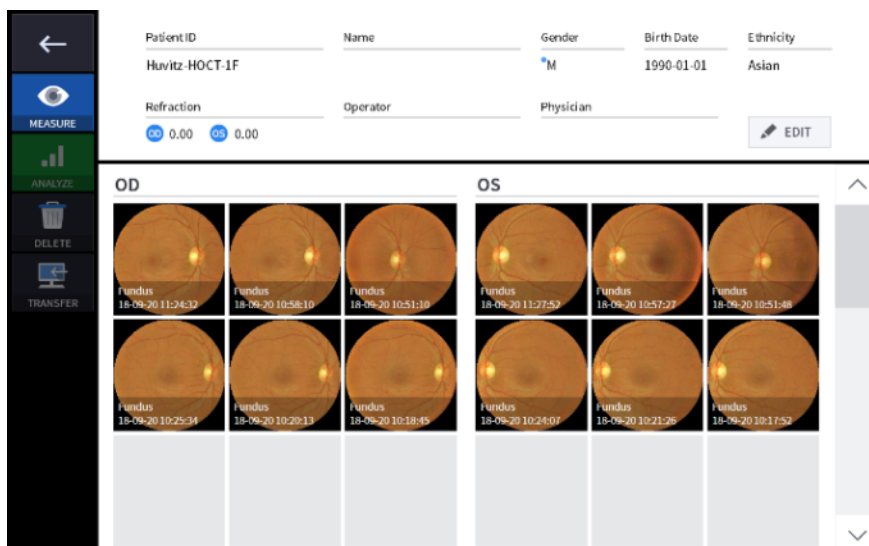 Patient ID
Name
Gender
Birth Date
Ethnicity
Huvitz-HOCT-1F
M
1990-01-01
Asian
Refraction
Operator
Physician
OD 0.00 OS 0.00
EDIT
MEASURE
ANALYZE
DELETE
TRANSFER
OD
Fundus
18-09-20 11:24:32
Fundus
18-09-20 10:58:10
Fundus
18-09-20 10:51:10
Fundus
18-09-20 10:25:34
Fundus
18-09-20 10:20:13
Fundus
18-09-20 10:18:45
OS
Fundus
18-09-20 11:27:52
Fundus
18-09-20 10:57:27
Fundus
18-09-20 10:51:48
Fundus
18-09-20 10:24:07
Fundus
18-09-20 10:21:26
Fundus
18-09-20 10:17:52